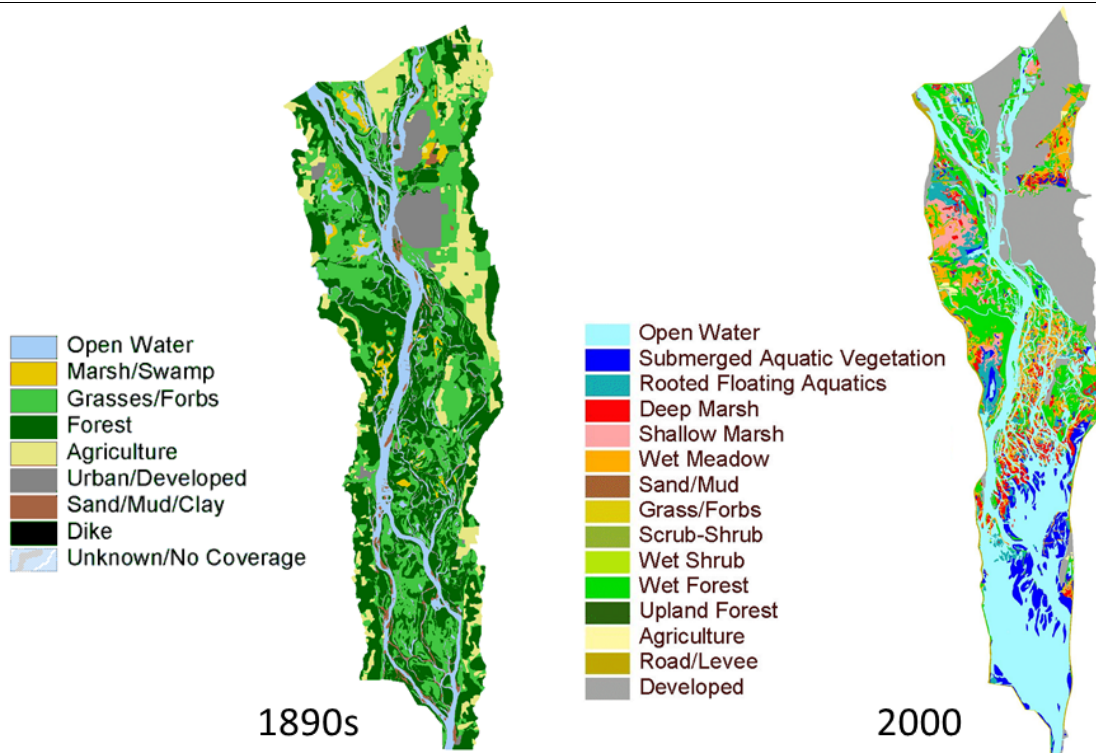 Open Water
Marsh/Swamp
Grasses/Forbs
Forest
Agriculture
Urban/Developed
Sand/Mud/Clay
Dike
Unknown/No Coverage
1890s
Open Water
Submerged Aquatic Vegetation
Rooted Floating Aquatics
Deep Marsh
Shallow Marsh
Wet Meadow
Sand/Mud
Grass/Forbs
Scrub-Shrub
Wet Shrub
Wet Forest
Upland Forest
Agriculture
Road/Levee
Developed
2000